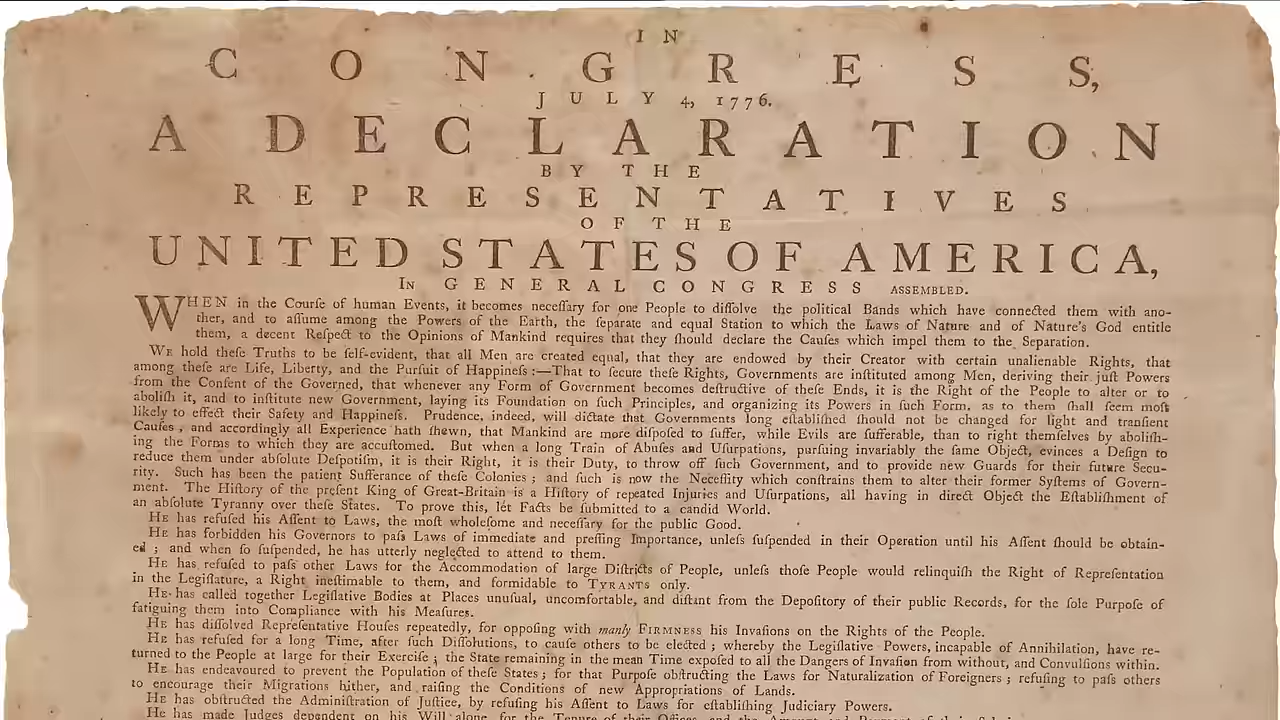 IN
CONGRESS,
JULY 4, 1776.
A DECLARATION
BY THE
REPRESENTATIVES
OF THE
UNITED STATES OF AMERICA,
IN GENERAL CONGRESS ASSEMBLED.
WHEN in the Courſe of human Events, it becomes neceſſary for one People to diſſolve the political Bands which have connected them with ano-
ther, and to aſſume among the Powers of the Earth, the ſeparate and equal Station to which the Laws of Nature and of Nature's God entitle
them, a decent Reſpect to the Opinions of Mankind requires that they ſhould declare the Cauſes which impel them to the Separation.
WE hold theſe Truths to be ſelf-evident, that all Men are created equal, that they are endowed by their Creator with certain unalienable Rights, that
among theſe are Life, Liberty, and the Purſuit of Happineſs :—That to ſecure theſe Rights, Governments are inſtituted among Men, deriving their juſt Powers
from the Conſent of the Governed, that whenever any Form of Government becomes deſtructive of theſe Ends, it is the Right of the People to alter or to
aboliſh it, and to inſtitute new Government, laying its Foundation on ſuch Principles, and organizing its Powers in ſuch Form, as to them ſhall ſeem moſt
likely to effect their Safety and Happineſs. Prudence, indeed, will dictate that Governments long eſtabliſhed ſhould not be changed for light and tranſient
Cauſes , and accordingly all Experience hath ſhewn, that Mankind are more diſpoſed to ſuffer, while Evils are ſufferable, than to right themſelves by aboliſh-
ing the Forms to which they are accuſtomed. But when a long Train of Abuſes and Uſurpations, purſuing invariably the ſame Object, evinces a Deſign to
reduce them under abſolute Deſpotiſm, it is their Right, it is their Duty, to throw off ſuch Government, and to provide new Guards for their future Secu-
rity. Such has been the patient Sufferance of theſe Colonies ; and ſuch is now the Neceſſity which conſtrains them to alter their former Syſtems of Govern-
ment. The Hiſtory of the preſent King of Great-Britain is a Hiſtory of repeated Injuries and Uſurpations, all having in direct Object the Eſtabliſhment of
an abſolute Tyranny over theſe States. To prove this, let Facts be ſubmitted to a candid World.
HE has refuſed his Aſſent to Laws, the moſt wholeſome and neceſſary for the public Good.
HE has forbidden his Governors to paſs Laws of immediate and preſſing Importance, unleſs ſuſpended in their Operation until his Aſſent ſhould be obtain-
ed ; and when ſo ſuſpended, he has utterly neglected to attend to them.
HE has refuſed to paſs other Laws for the Accommodation of large Diſtricts of People, unleſs thoſe People would relinquiſh the Right of Repreſentation
in the Legiſlature, a Right ineſtimable to them, and formidable to TYRANTS only.
HE has called together Legiſlative Bodies at Places unuſual, uncomfortable, and diſtant from the Depoſitory of their public Records, for the ſole Purpoſe of
fatiguing them into Compliance with his Meaſures.
HE has diſſolved Repreſentative Houſes repeatedly, for oppoſing with manly FIRMNESS his Invaſions on the Rights of the People.
HE has refuſed for a long Time, after ſuch Diſſolutions, to cauſe others to be elected ; whereby the Legiſlative Powers, incapable of Annihilation, have re-
turned to the People at large for their Exerciſe ; the State remaining in the mean Time expoſed to all the Dangers of Invaſion from without, and Convulſions within.
HE has endeavoured to prevent the Population of theſe States ; for that Purpoſe obſtructing the Laws for Naturalization of Foreigners ; refuſing to paſs others
to encourage their Migrations hither, and raiſing the Conditions of new Appropriations of Lands.
HE has obſtructed the Adminiſtration of Juſtice, by refuſing his Aſſent to Laws for eſtabliſhing Judiciary Powers.
HE has made Judges dependent on his Will alone, for the Tenure of their Offices, and the Amount and Payment of their